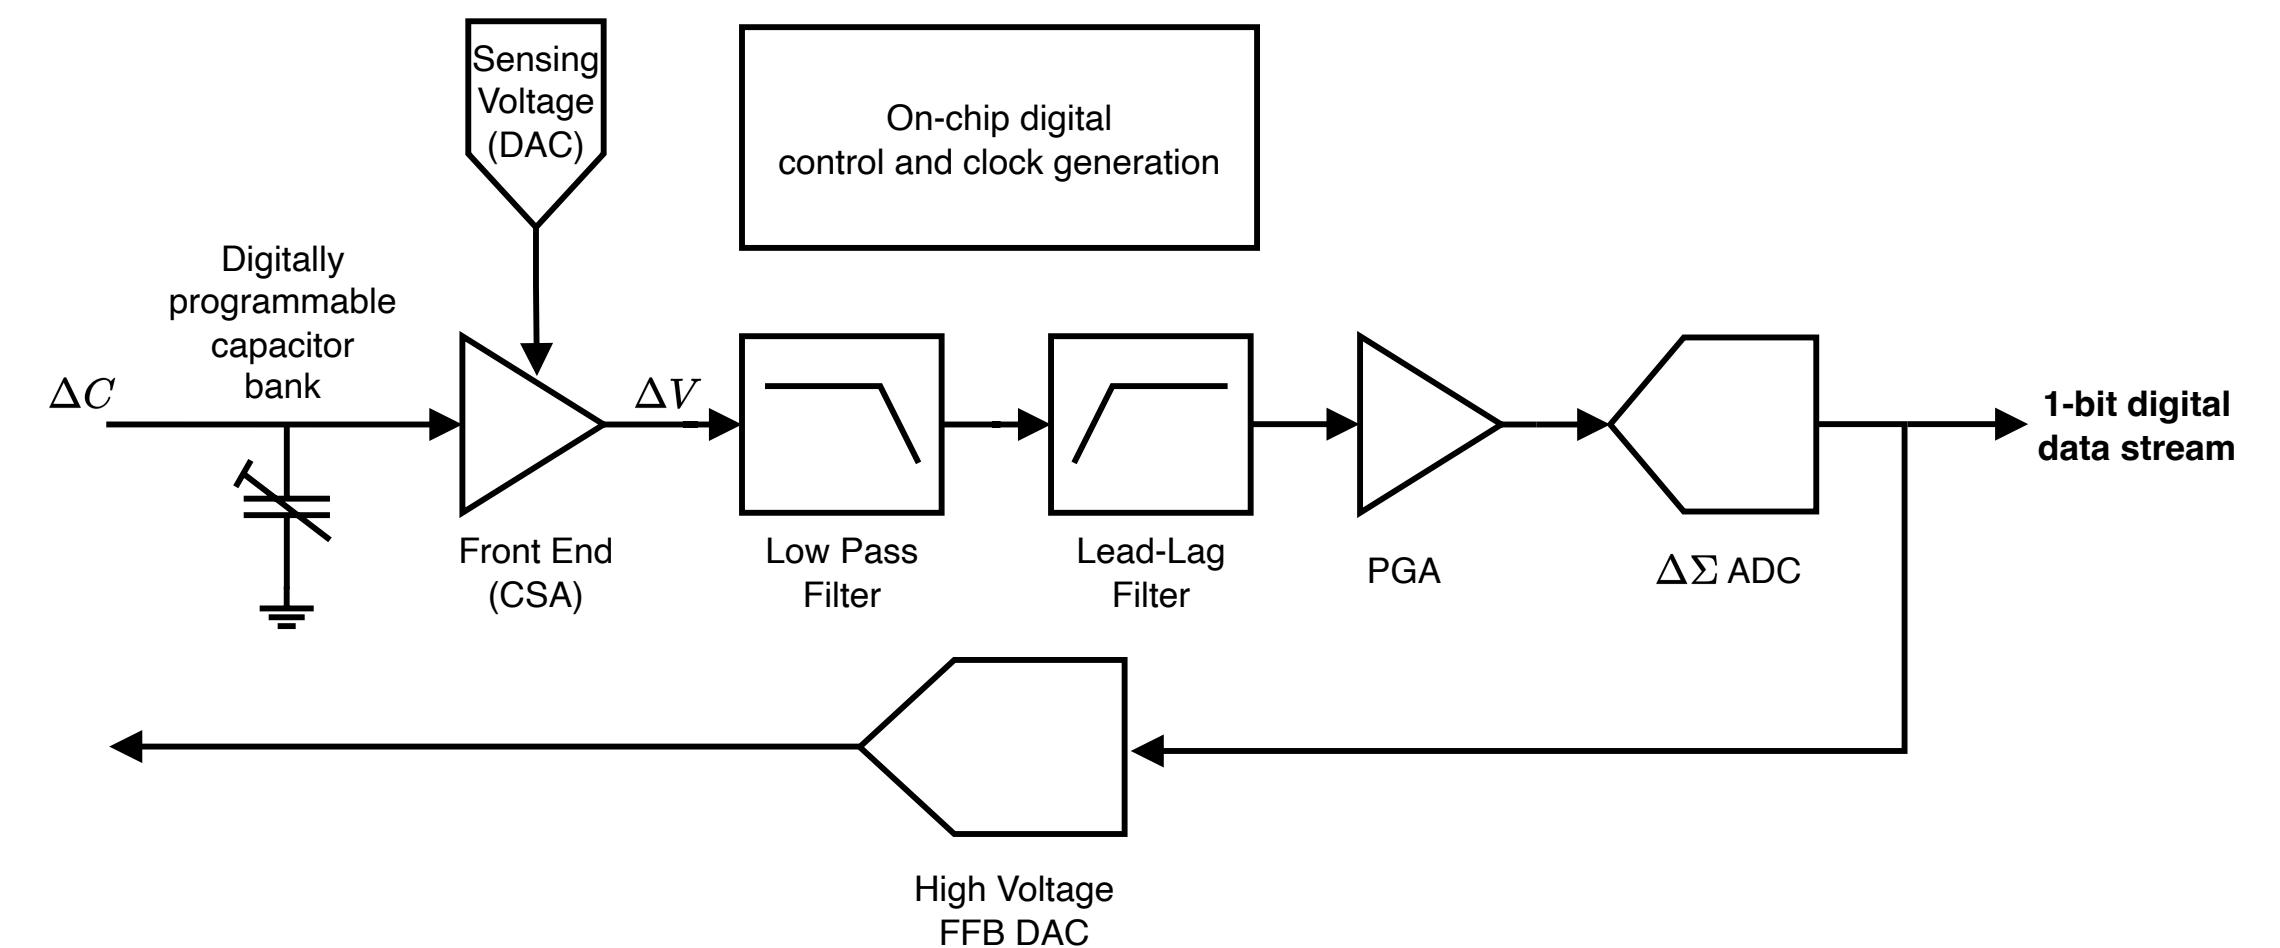 Sensing
Voltage
(DAC)
On-chip digital
control and clock generation
Digitally
programmable
capacitor
bank
ΔC
ΔV
1-bit digital
data stream
Front End
(CSA)
Low Pass
Filter
Lead-Lag
Filter
PGA
ΔΣ ADC
High Voltage
FFB DAC